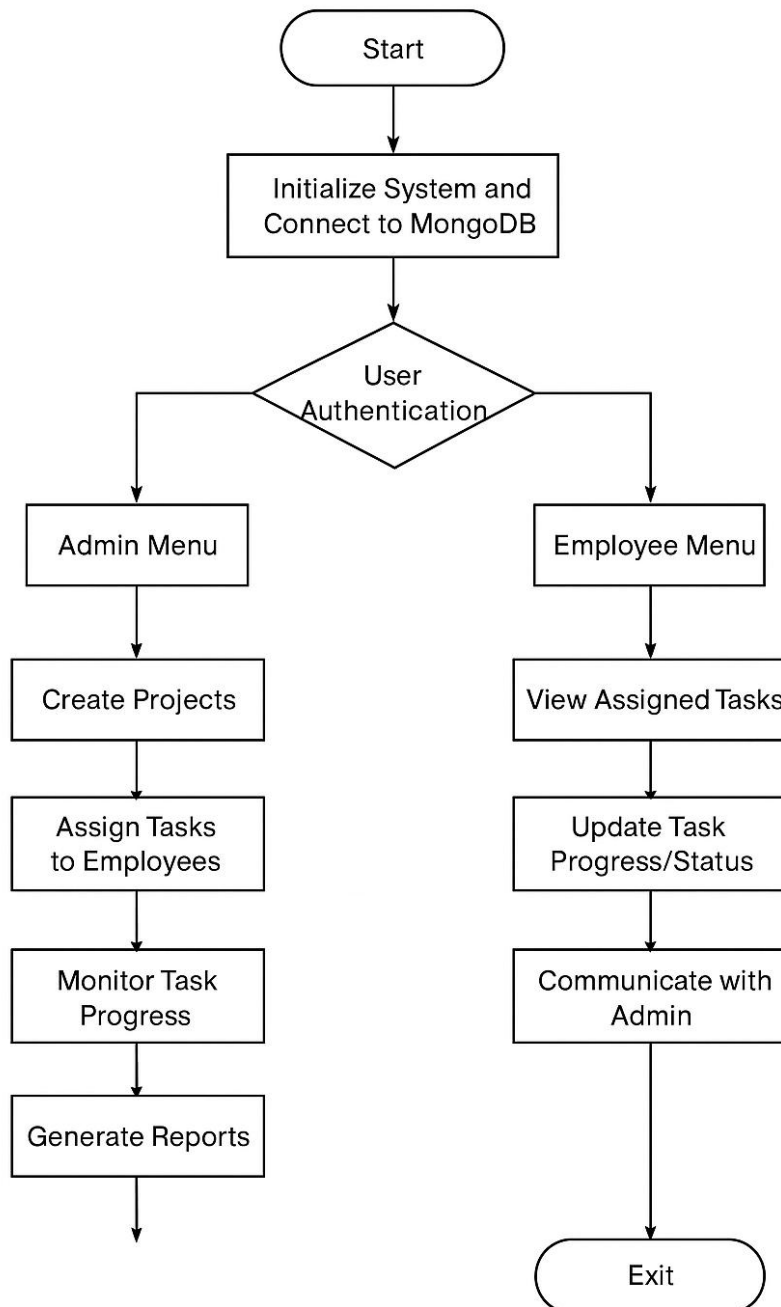 Start
Initialize System and
Connect to MongoDB
User
Authentication
Admin Menu
Create Projects
Assign Tasks
to Employees
Monitor Task
Progress
Generate Reports
Employee Menu
View Assigned Tasks
Update Task
Progress/Status
Communicate with
Admin
Exit